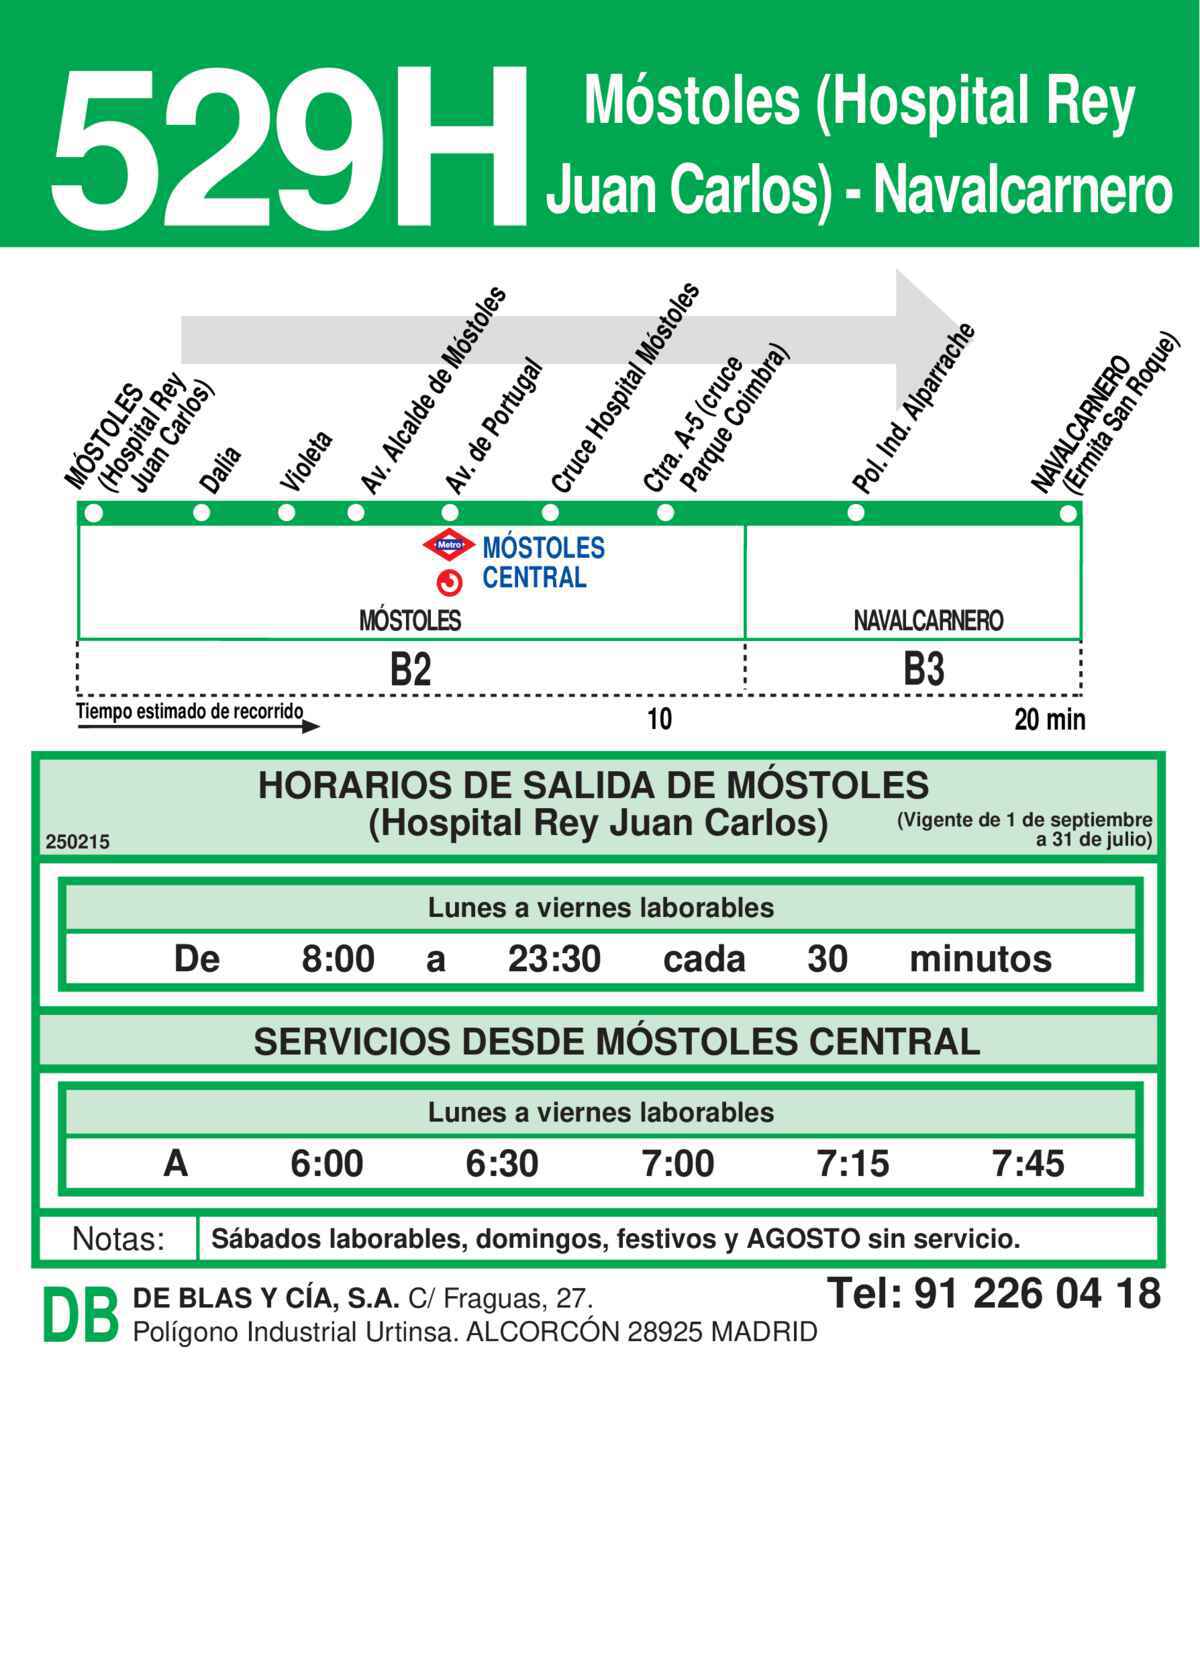 529H
Móstoles (Hospital Rey
Juan Carlos) - Navalcarnero
MÓSTOLES
(Hospital Rey
Juan Carlos)
Dalia
Violeta
Av. Alcalde de Móstoles
Av. de Portugal
Cruce Hospital Móstoles
Ctra. A-5 (cruce
Parque Coimbra)
Pol. Ind. Alparrache
NAVALCARNERO
(Ermita San Roque)
Metro
MÓSTOLES
CENTRAL
MÓSTOLES
NAVALCARNERO
B2
B3
Tiempo estimado de recorrido
10
20 min
HORARIOS DE SALIDA DE MÓSTOLES
(Hospital Rey Juan Carlos)
(Vigente de 1 de septiembre
a 31 de julio)
250215
Lunes a viernes laborables
De 8:00 a 23:30 cada 30 minutos
SERVICIOS DESDE MÓSTOLES CENTRAL
Lunes a viernes laborables
A 6:00 6:30 7:00 7:15 7:45
Notas: Sábados laborables, domingos, festivos y AGOSTO sin servicio.
DB
DE BLAS Y CÍA, S.A. C/ Fraguas, 27.
Polígono Industrial Urtinsa. ALCORCÓN 28925 MADRID
Tel: 91 226 04 18